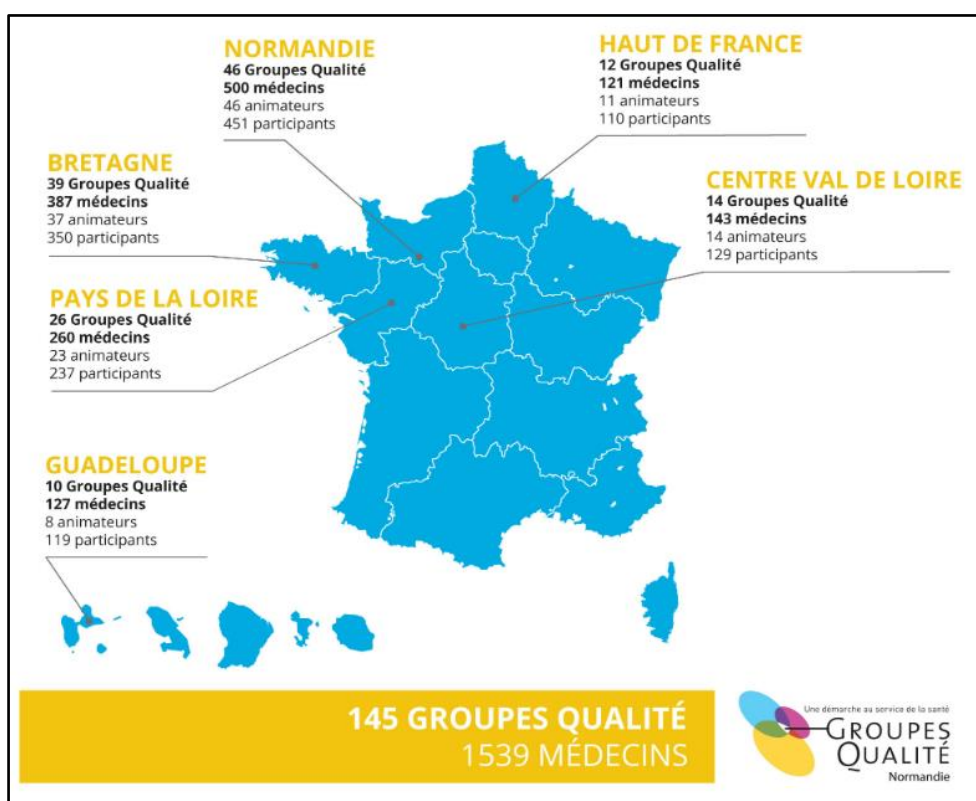 NORMANDIE
46 Groupes Qualité
500 médecins
46 animateurs
451 participants
HAUT DE FRANCE
12 Groupes Qualité
121 médecins
11 animateurs
110 participants
BRETAGNE
39 Groupes Qualité
387 médecins
37 animateurs
350 participants
CENTRE VAL DE LOIRE
14 Groupes Qualité
143 médecins
14 animateurs
129 participants
PAYS DE LA LOIRE
26 Groupes Qualité
260 médecins
23 animateurs
237 participants
GUADELOUPE
10 Groupes Qualité
127 médecins
8 animateurs
119 participants
145 GROUPES QUALITÉ
1539 MÉDECINS
Une démarche au service de la santé
GROUPES
QUALITÉ
Normandie